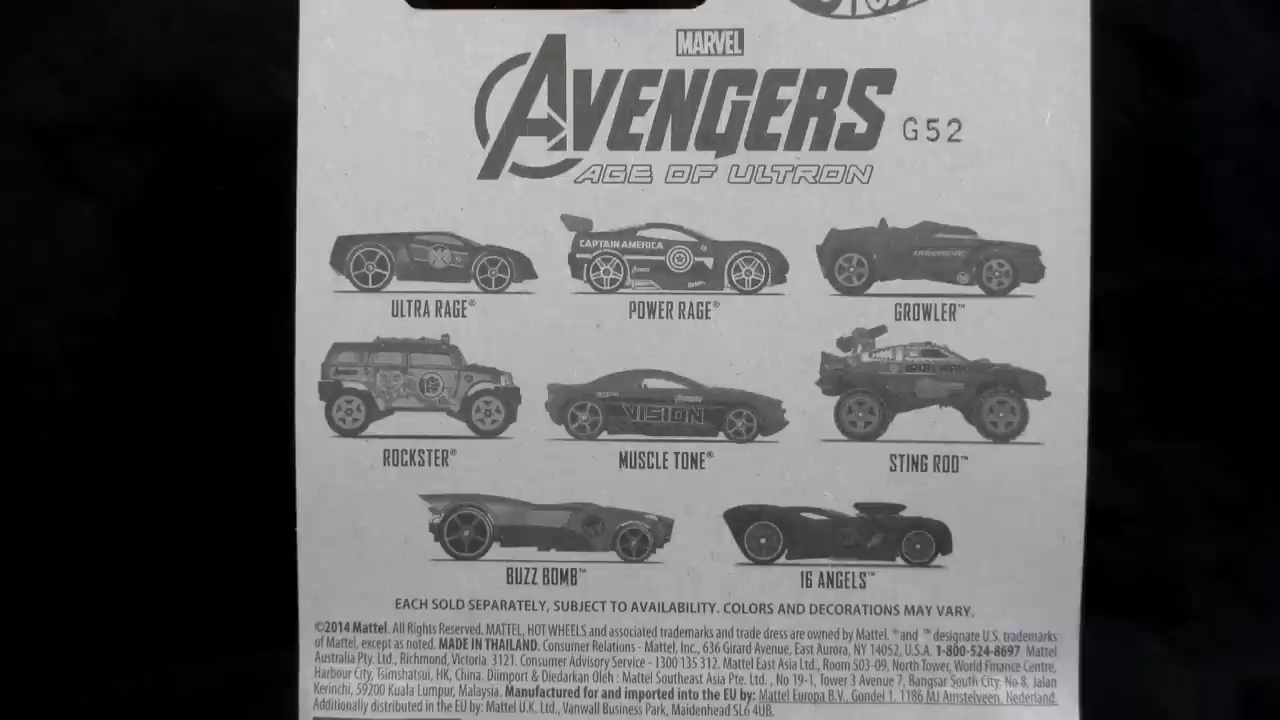 MARVEL
AVENGERS
G52
AGE OF ULTRON
CAPTAIN AMERICA
ULTRA RAGE® POWER RAGE® GROWLER™
VISION
ROCKSTER® MUSCLE TONE® STING ROD™
BUZZ BOMB™ 16 ANGELS™
EACH SOLD SEPARATELY, SUBJECT TO AVAILABILITY. COLORS AND DECORATIONS MAY VARY.
©2014 Mattel. All Rights Reserved. MATTEL, HOT WHEELS and associated trademarks and trade dress are owned by Mattel. ® and ™ designate U.S. trademarks
of Mattel, except as noted. MADE IN THAILAND. Consumer Relations - Mattel, Inc., 636 Girard Avenue, East Aurora, NY 14052, U.S.A. 1-800-524-8697. Mattel
Australia Pty. Ltd., Richmond, Victoria. 3121. Consumer Advisory Service - 1300 135 312. Mattel East Asia Ltd., Room 503-09, North Tower, World Finance Centre,
Harbour City, Tsimshatsui, HK, China. Diimport & Diedarkan Oleh : Mattel Southeast Asia Pte. Ltd. , No 19-1, Tower 3 Avenue 7, Bangsar South City, No 8, Jalan
Kerinchi, 59200 Kuala Lumpur, Malaysia. Manufactured for and imported into the EU by: Mattel Europa B.V., Gondel 1, 1186 MJ Amstelveen, Nederland.
Additionally distributed in the EU by: Mattel U.K. Ltd., Vanwall Business Park, Maidenhead SL6 4UB.